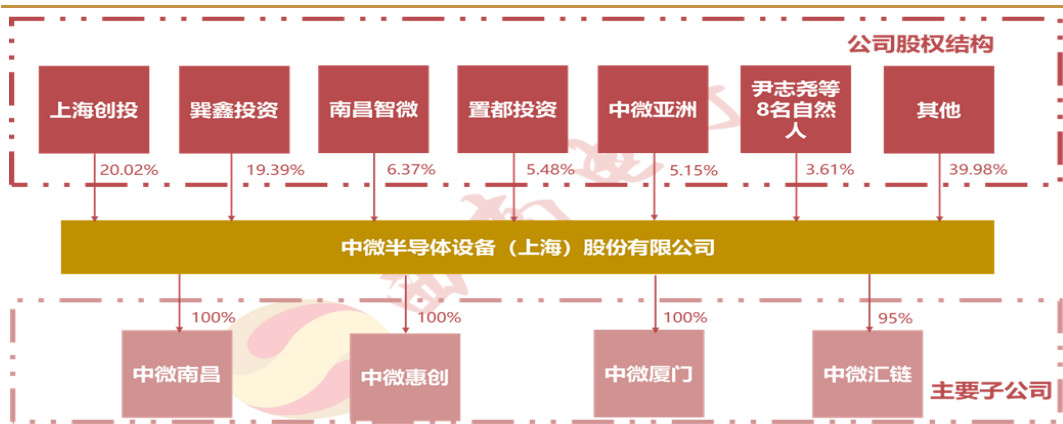 公司股权结构
上海创投
巽鑫投资
南昌智微
置都投资
中微亚洲
尹志尧等
8名自然
人
其他
20.02%
19.39%
6.37%
5.48%
5.15%
3.61%
39.98%
中微半导体设备（上海）股份有限公司
100%
100%
100%
95%
中微南昌
中微惠创
中微厦门
中微汇链
主要子公司